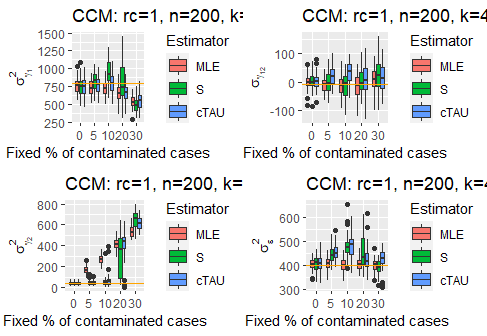 CCM: rc=1, n=200, k=
CCM: rc=1, n=200, k=4
σ²γ₁
1500
1250
1000
750
500
250
0 5 10 20 30
Fixed % of contaminated cases
Estimator
MLE
S
cTAU
σγ₁₂
100
0
-100
0 5 10 20 30
Fixed % of contaminated cases
Estimator
MLE
S
cTAU
CCM: rc=1, n=200, k=
CCM: rc=1, n=200, k=4
σ²γ₂
800
600
400
200
0
0 5 10 20 30
Fixed % of contaminated cases
Estimator
MLE
S
cTAU
σ²ε
600
500
400
300
0 5 10 20 30
Fixed % of contaminated cases
Estimator
MLE
S
cTAU